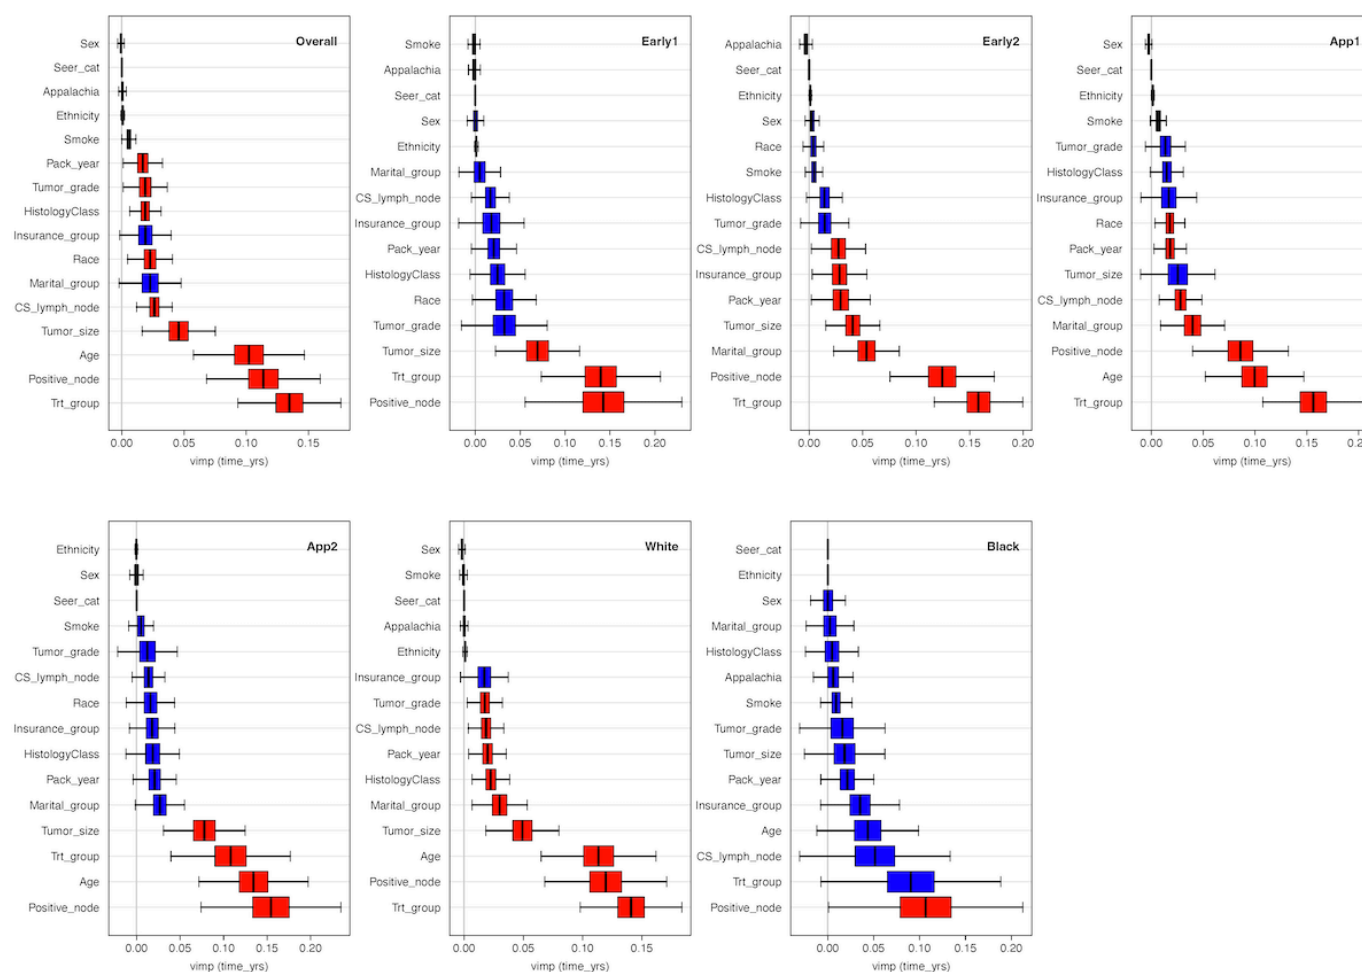 Overall
Sex
Seer_cat
Appalachia
Ethnicity
Smoke
Pack_year
Tumor_grade
HistologyClass
Insurance_group
Race
Marital_group
CS_lymph_node
Tumor_size
Age
Positive_node
Trt_group
0.00 0.05 0.10 0.15
vimp (time_yrs)
Early1
Smoke
Appalachia
Seer_cat
Sex
Ethnicity
Marital_group
CS_lymph_node
Insurance_group
Pack_year
HistologyClass
Race
Tumor_grade
Tumor_size
Trt_group
Positive_node
0.00 0.05 0.10 0.15 0.20
vimp (time_yrs)
Early2
Appalachia
Seer_cat
Ethnicity
Sex
Race
Smoke
HistologyClass
Tumor_grade
CS_lymph_node
Insurance_group
Pack_year
Tumor_size
Marital_group
Positive_node
Trt_group
0.00 0.05 0.10 0.15 0.20
vimp (time_yrs)
App1
Sex
Seer_cat
Ethnicity
Smoke
Tumor_grade
HistologyClass
Insurance_group
Race
Pack_year
Tumor_size
CS_lymph_node
Marital_group
Positive_node
Age
Trt_group
0.00 0.05 0.10 0.15
vimp (time_yrs)
App2
Ethnicity
Sex
Seer_cat
Smoke
Tumor_grade
CS_lymph_node
Race
Insurance_group
HistologyClass
Pack_year
Marital_group
Tumor_size
Trt_group
Age
Positive_node
0.00 0.05 0.10 0.15 0.20
vimp (time_yrs)
White
Sex
Smoke
Seer_cat
Appalachia
Ethnicity
Insurance_group
Tumor_grade
CS_lymph_node
Pack_year
HistologyClass
Marital_group
Tumor_size
Age
Positive_node
Trt_group
0.00 0.05 0.10 0.15
vimp (time_yrs)
Black
Seer_cat
Ethnicity
Sex
Marital_group
HistologyClass
Appalachia
Smoke
Tumor_grade
Tumor_size
Pack_year
Insurance_group
Age
CS_lymph_node
Trt_group
Positive_node
0.00 0.05 0.10 0.15 0.20
vimp (time_yrs)